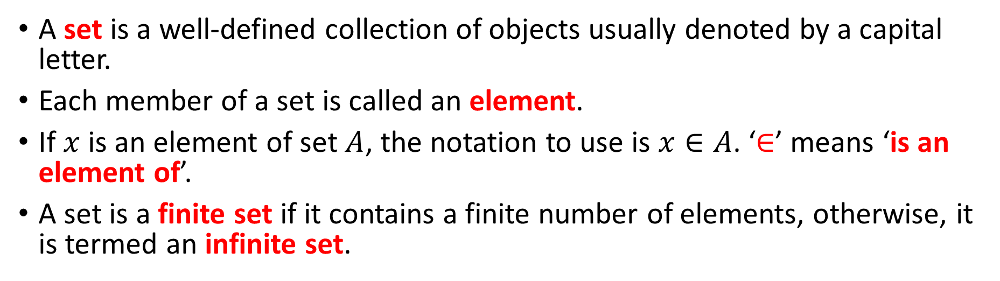 • A set is a well-defined collection of objects usually denoted by a capital
letter.
• Each member of a set is called an element.
• If 𝑥 is an element of set 𝐴, the notation to use is 𝑥 ∈ 𝐴. ‘∈’ means ‘is an
element of’.
• A set is a finite set if it contains a finite number of elements, otherwise, it
is termed an infinite set.